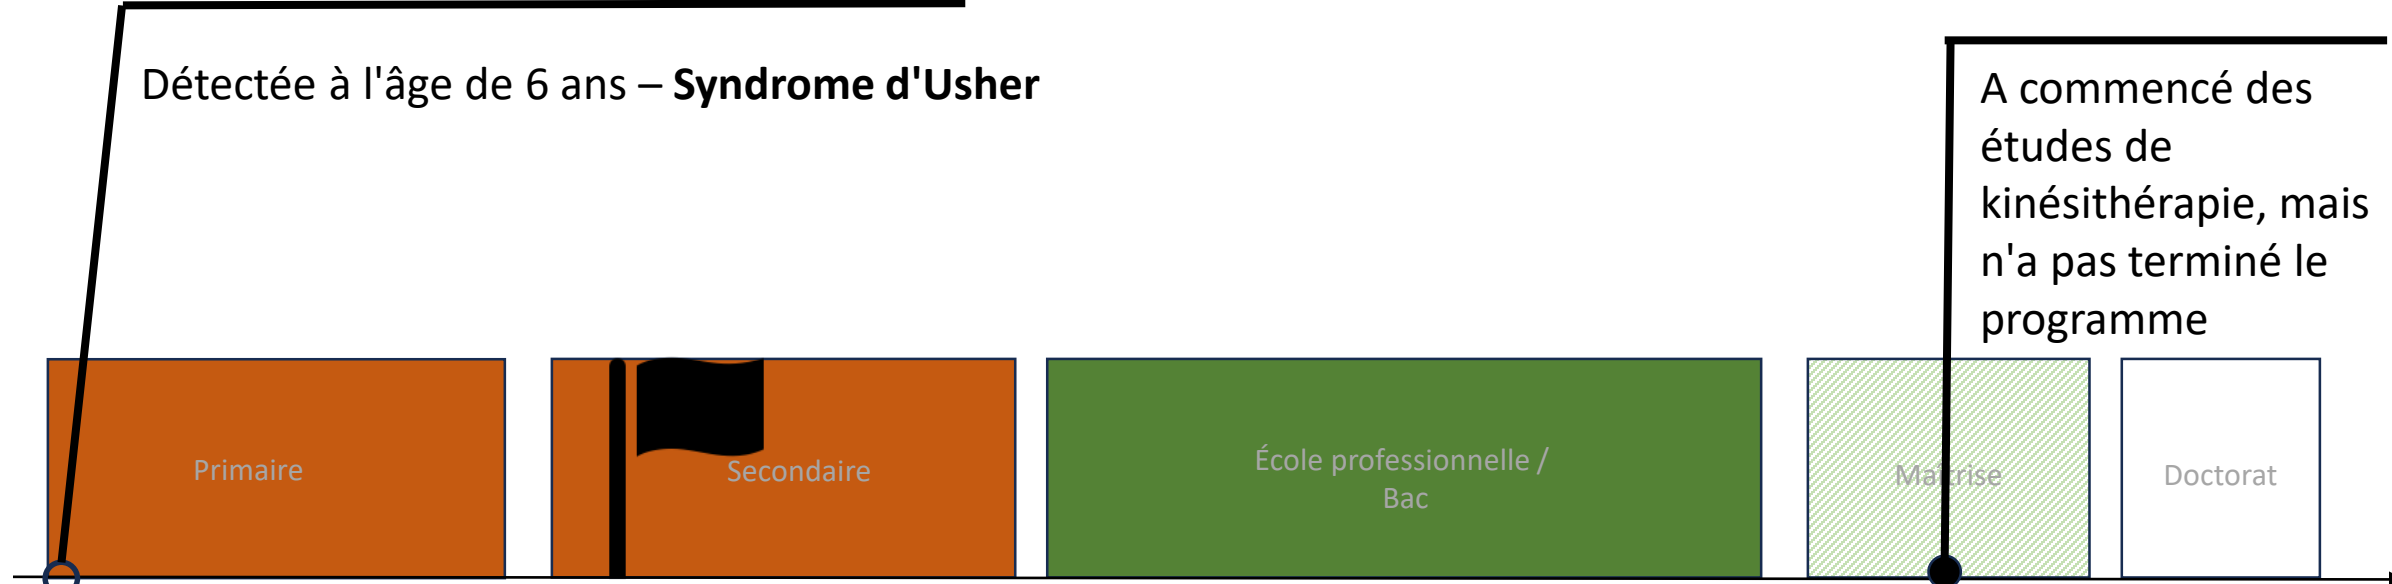 Détectée à l'âge de 6 ans – Syndrome d'Usher
A commencé des
études de
kinésithérapie, mais
n'a pas terminé le
programme
Primaire
Secondaire
École professionnelle /
Bac
Maîtrise
Doctorat